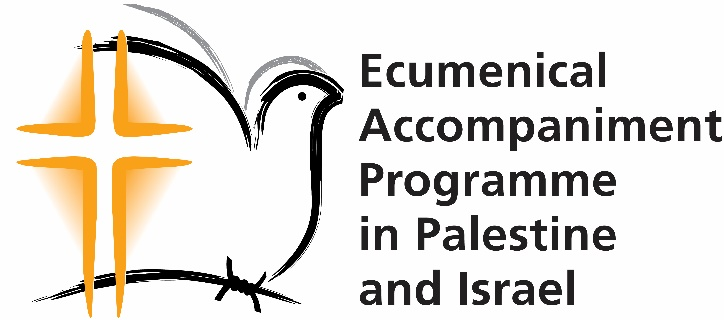 Ecumenical
Accompaniment
Programme
in Palestine
and Israel